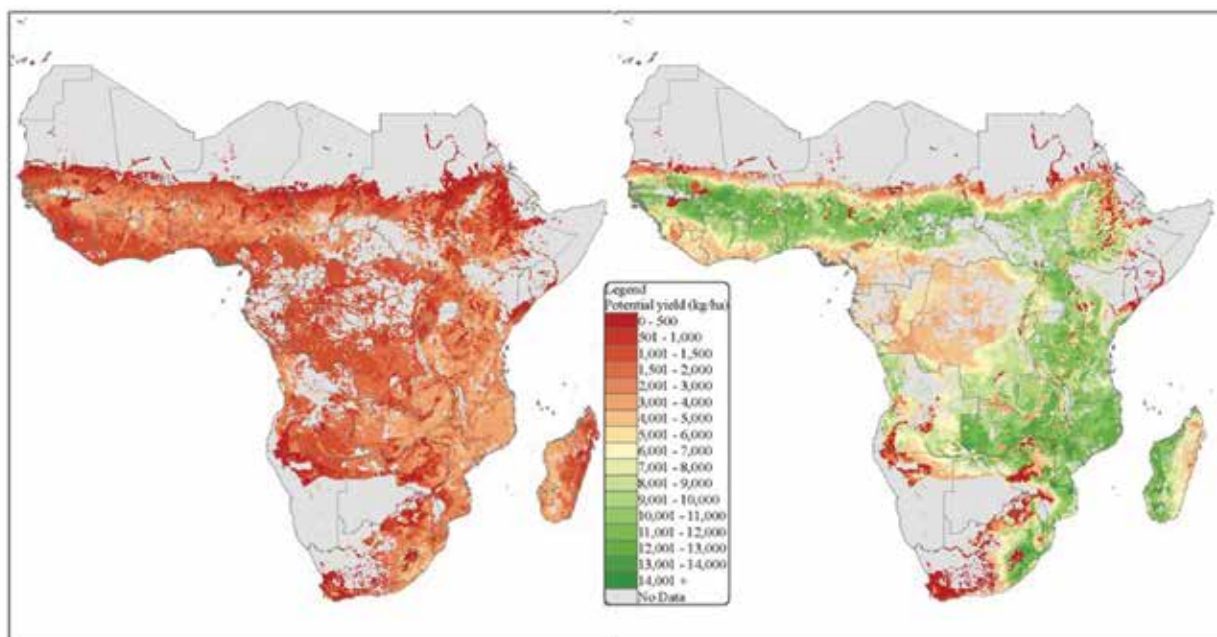 Legend
Potential yield (kg/ha)
0 - 500
501 - 1,000
1,001 - 1,500
1,501 - 2,000
2,001 - 3,000
3,001 - 4,000
4,001 - 5,000
5,001 - 6,000
6,001 - 7,000
7,001 - 8,000
8,001 - 9,000
9,001 - 10,000
10,001 - 11,000
11,001 - 12,000
12,001 - 13,000
13,001 - 14,000
14,001 +
No Data